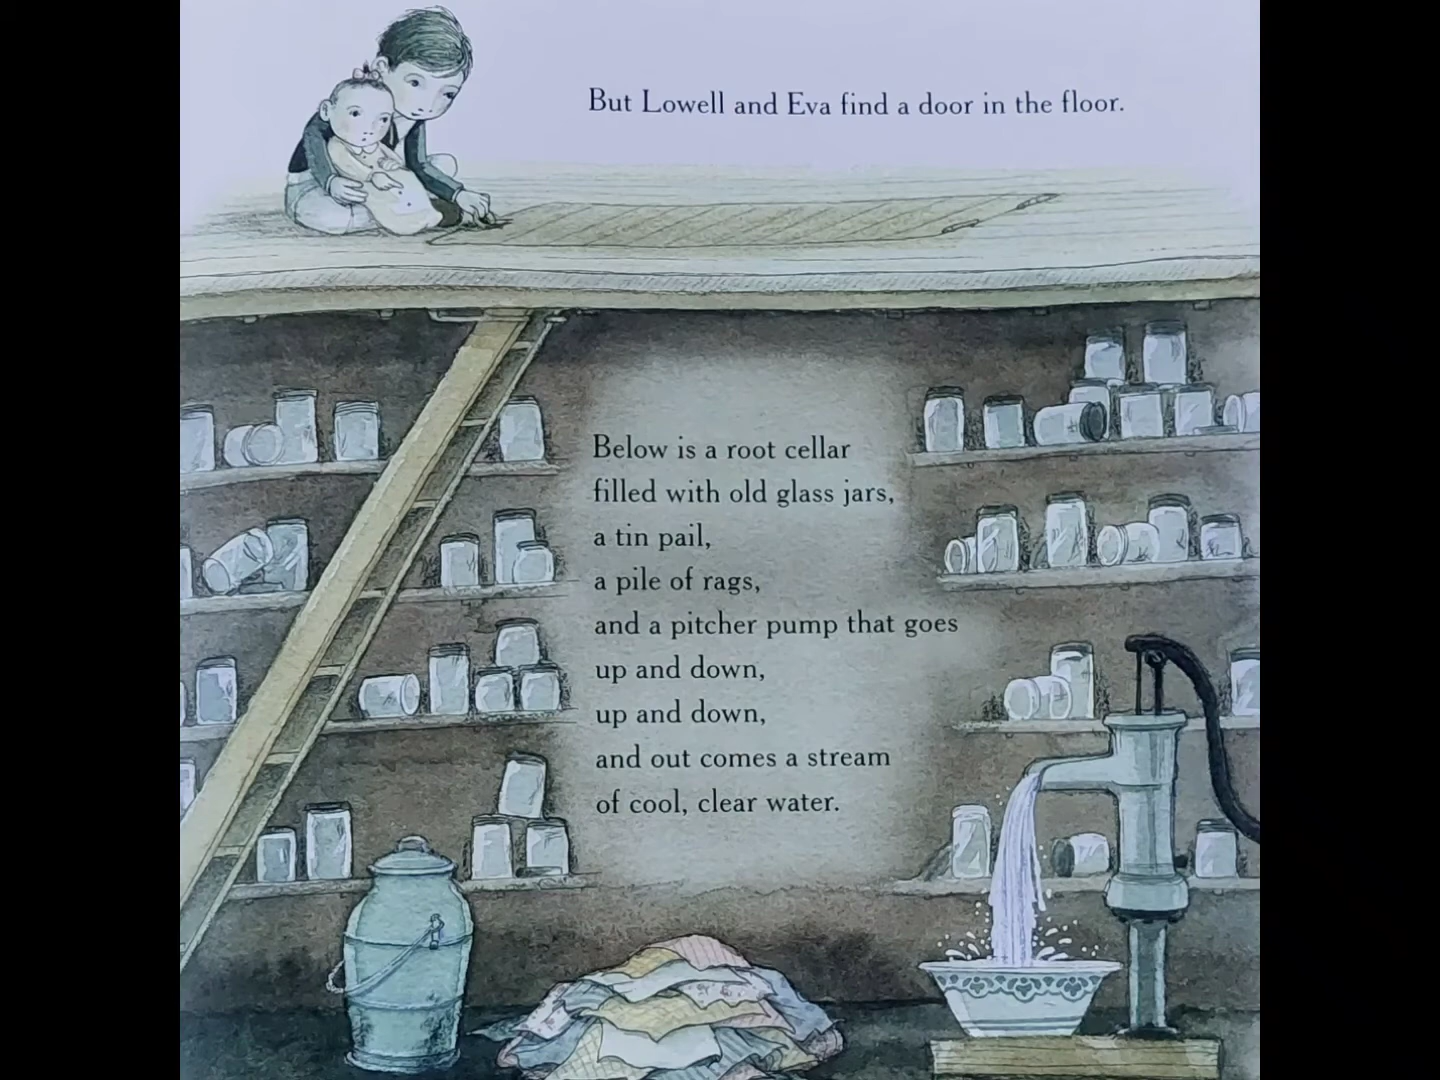 But Lowell and Eva find a door in the floor.
Below is a root cellar
filled with old glass jars,
a tin pail,
a pile of rags,
and a pitcher pump that goes
up and down,
up and down,
and out comes a stream
of cool, clear water.